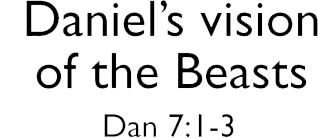 Daniel’s vision
of the Beasts
Dan 7:1-3